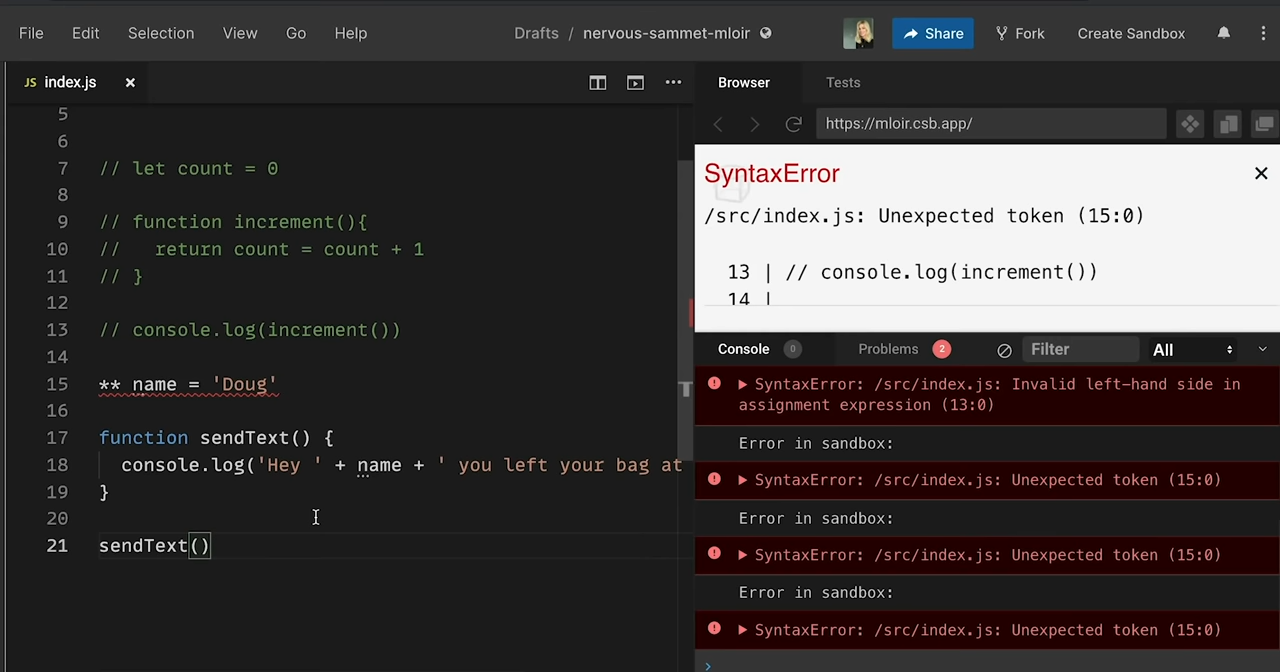 File Edit Selection View Go Help Drafts / nervous-sammet-mloir Share Fork Create Sandbox
JS index.js
5
6
7 // let count = 0
8
9 // function increment(){
10 //   return count = count + 1
11 // }
12
13 // console.log(increment())
14
15 ** name = 'Doug'
16
17 function sendText() {
18   console.log('Hey ' + name + ' you left your bag at
19 }
20
21 sendText()
Browser Tests
https://mloir.csb.app/
SyntaxError
/src/index.js: Unexpected token (15:0)
13 | // console.log(increment())
14 |
Console 0 Problems 2 Filter All
SyntaxError: /src/index.js: Invalid left-hand side in
assignment expression (13:0)
Error in sandbox:
SyntaxError: /src/index.js: Unexpected token (15:0)
Error in sandbox:
SyntaxError: /src/index.js: Unexpected token (15:0)
Error in sandbox:
SyntaxError: /src/index.js: Unexpected token (15:0)